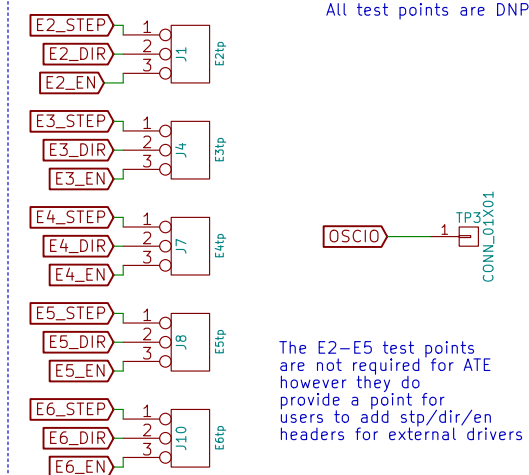 All test points are DNP
E2_STEP 1
E2_DIR 2
E2_EN 3
J1
E2tp
E3_STEP 1
E3_DIR 2
E3_EN 3
J4
E3tp
E4_STEP 1
E4_DIR 2
E4_EN 3
J7
E4tp
OSCIO 1
TP3
CONN_01X01
E5_STEP 1
E5_DIR 2
E5_EN 3
J8
E5tp
The E2-E5 test points
are not required for ATE
however they do
provide a point for
users to add stp/dir/en
headers for external drivers
E6_STEP 1
E6_DIR 2
E6_EN 3
J10
E6tp